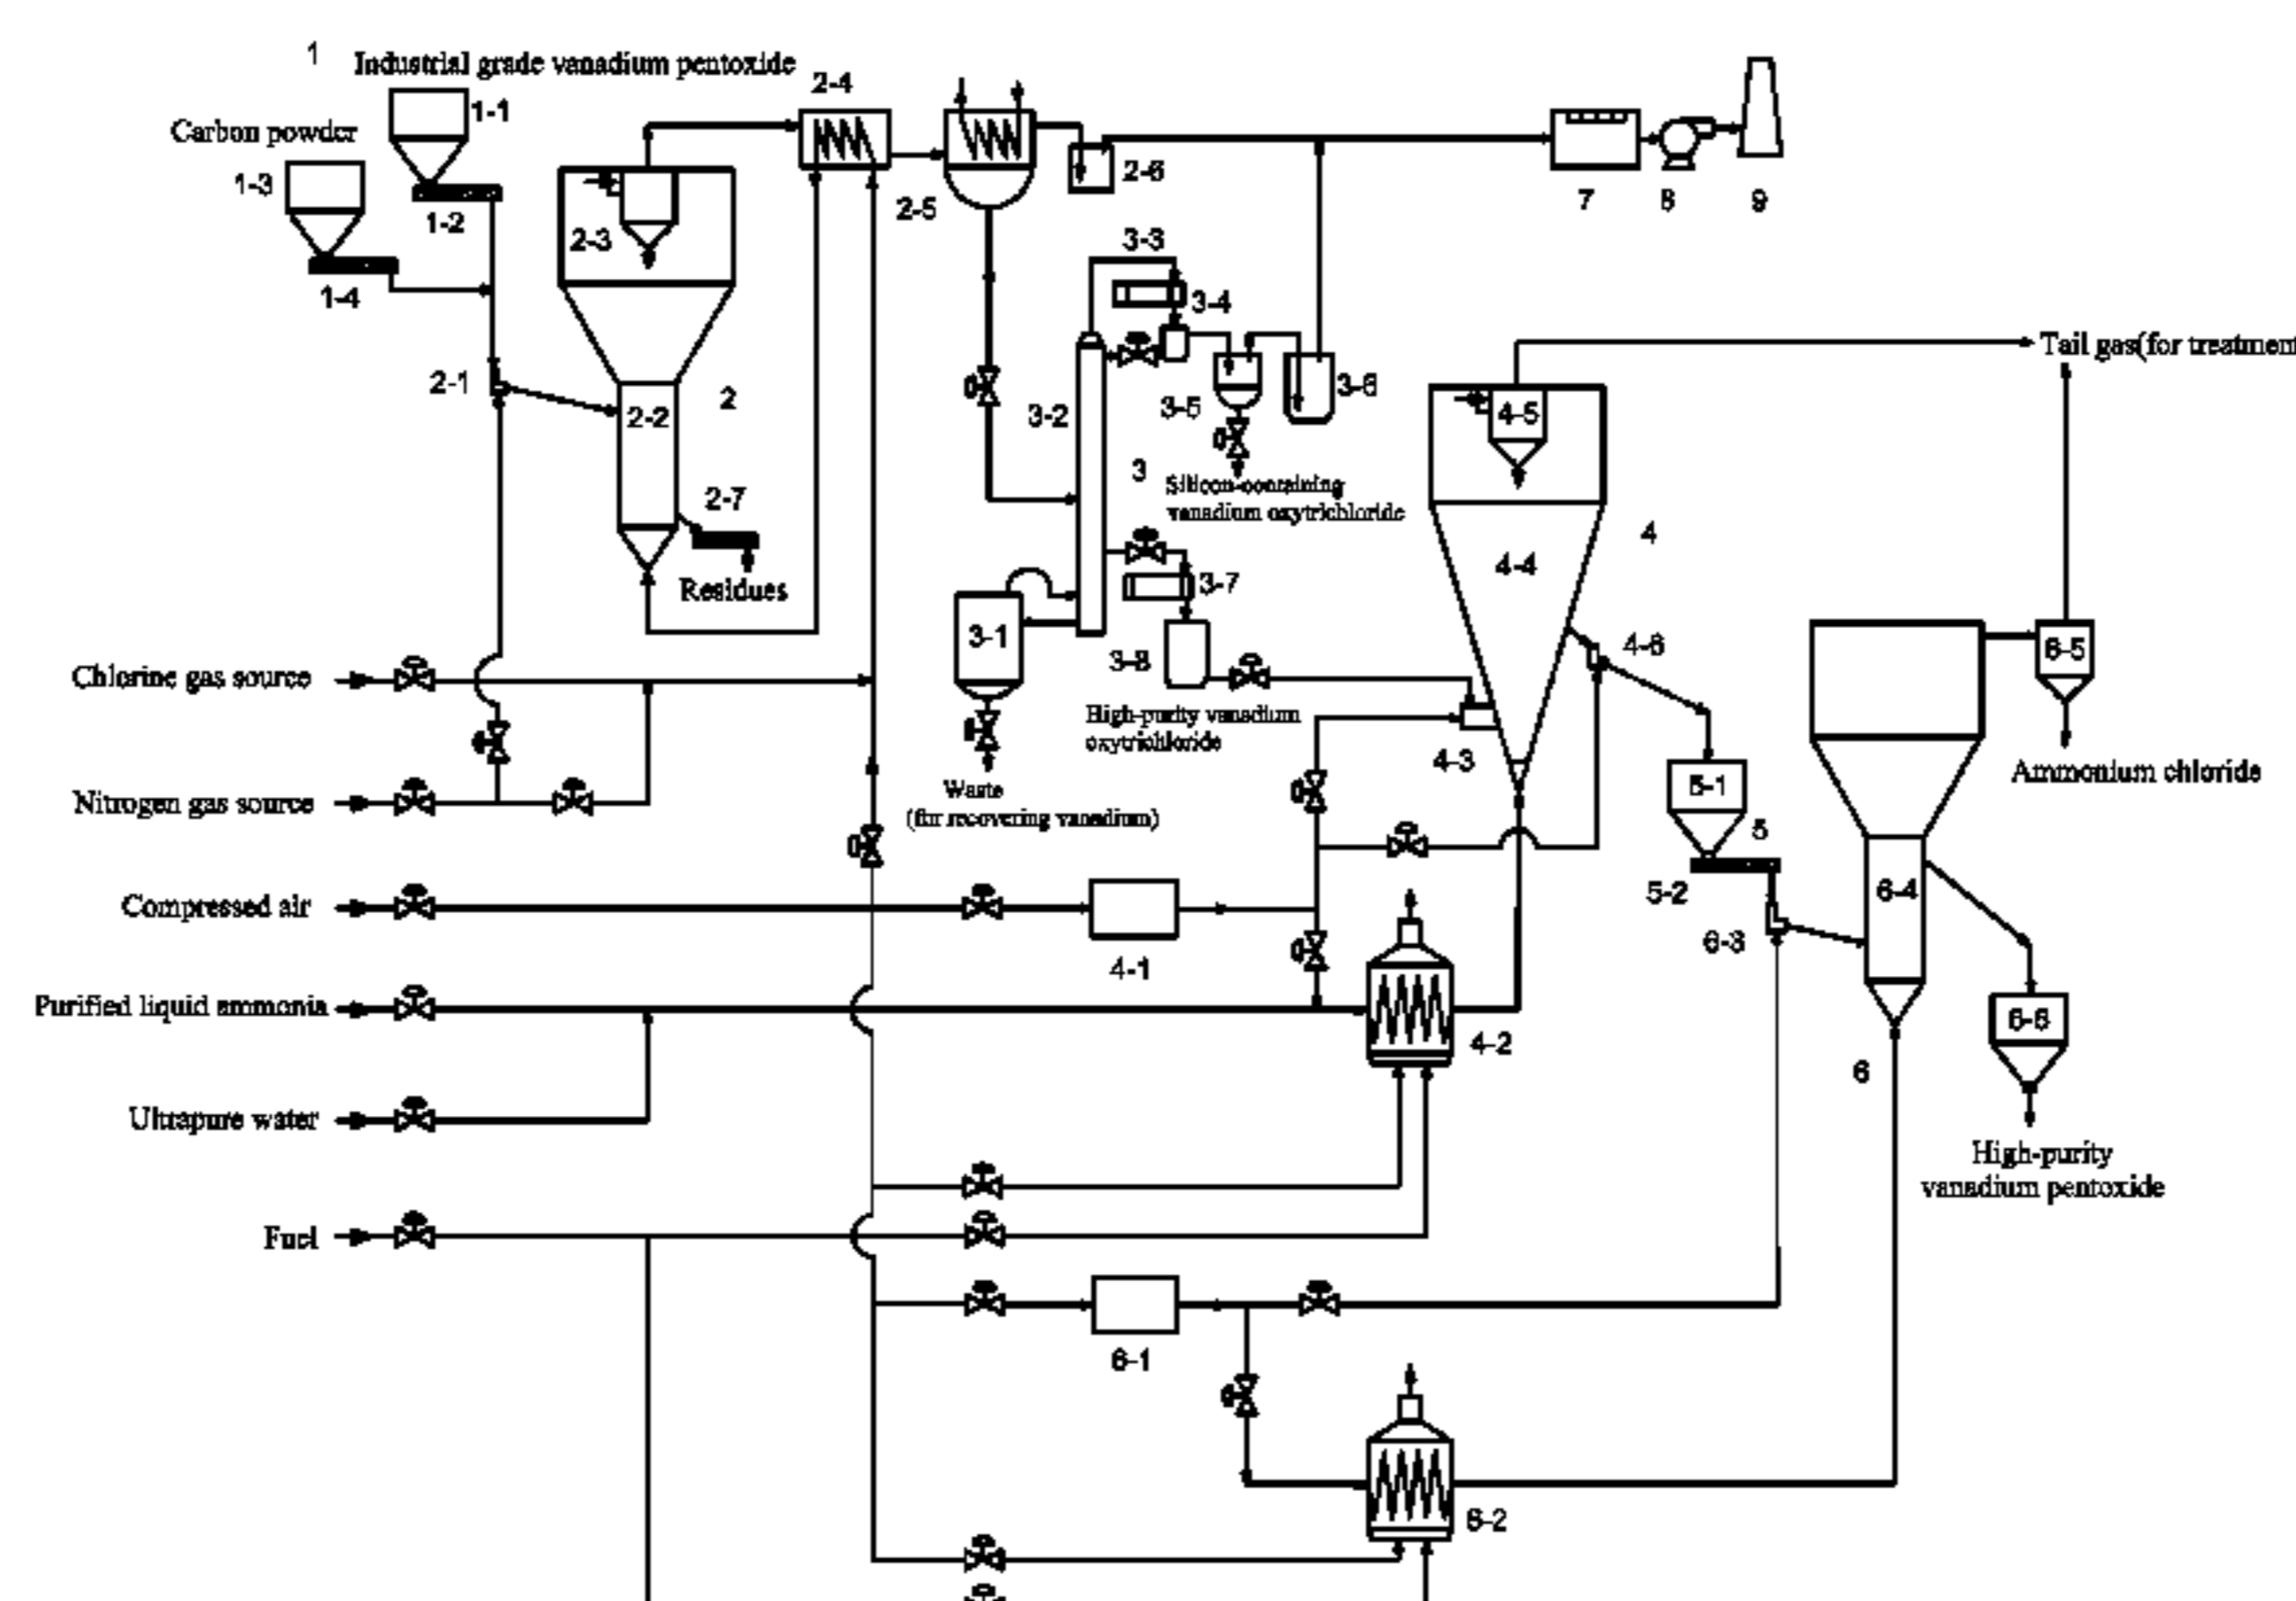 1
Industrial grade vanadium pentoxide
2-4
1-1
Carbon powder
1-3
1-2
2-3
2-5
2-6
7
8
9
1-4
3-3
3-4
Tail gas(for treatment
2-1
2-2
2
3-2
3-5
3-6
4-5
3
Silicon-containing
vanadium oxytrichloride
2-7
4
4-4
Residues
3-7
3-1
3-8
4-6
6-5
Chlorine gas source
High-purity vanadium
oxytrichloride
4-3
Ammonium chloride
Nitrogen gas source
Waste
(for recovering vanadium)
5-1
5
5-2
6-4
Compressed air
4-1
6-3
Purified liquid ammonia
4-2
6-6
6
Ultrapure water
High-purity
vanadium pentoxide
Fuel
6-1
6-2